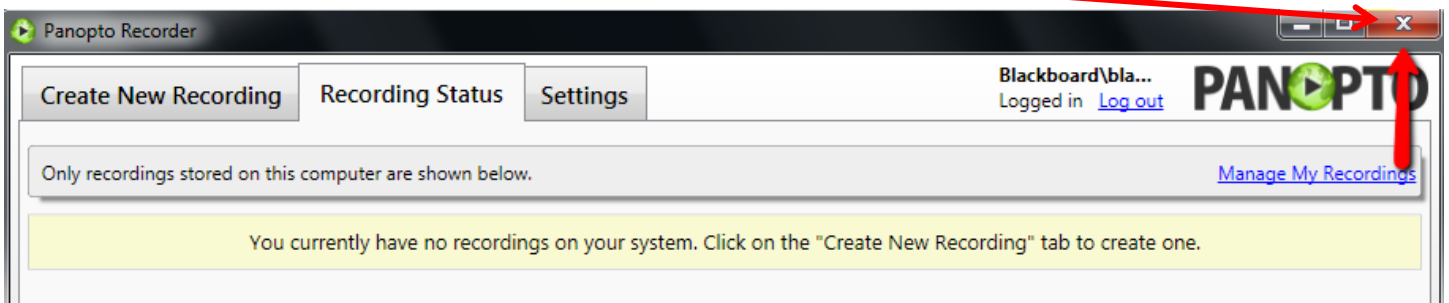 Panopto Recorder
Create New Recording
Recording Status
Settings
Blackboard\bla...
Logged in Log out
PANOPTO
Only recordings stored on this computer are shown below.
Manage My Recordings
You currently have no recordings on your system. Click on the "Create New Recording" tab to create one.